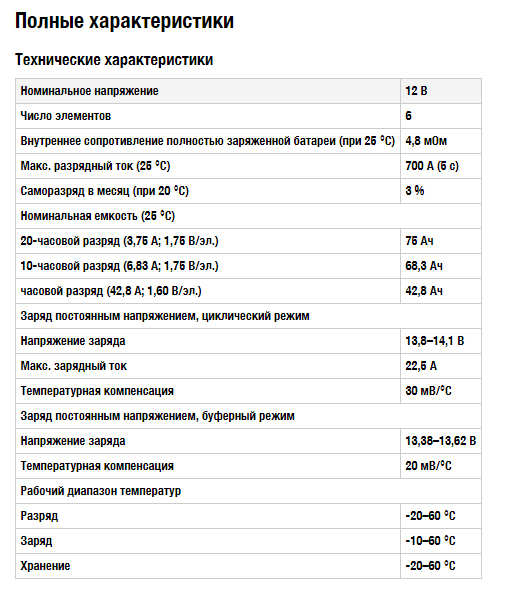 Полные характеристики
Технические характеристики
Номинальное напряжение 12 В
Число элементов 6
Внутреннее сопротивление полностью заряженной батареи (при 25 °С) 4,8 мОм
Макс. разрядный ток (25 °С) 700 А (5 с)
Саморазряд в месяц (при 20 °С) 3 %
Номинальная емкость (25 °С)
20-часовой разряд (3,75 А; 1,75 В/эл.) 75 Ач
10-часовой разряд (6,83 А; 1,75 В/эл.) 68,3 Ач
часовой разряд (42,8 А; 1,60 В/эл.) 42,8 Ач
Заряд постоянным напряжением, циклический режим
Напряжение заряда 13,8–14,1 В
Макс. зарядный ток 22,5 А
Температурная компенсация 30 мВ/°С
Заряд постоянным напряжением, буферный режим
Напряжение заряда 13,38–13,62 В
Температурная компенсация 20 мВ/°С
Рабочий диапазон температур
Разряд -20–60 °С
Заряд -10–60 °С
Хранение -20–60 °С